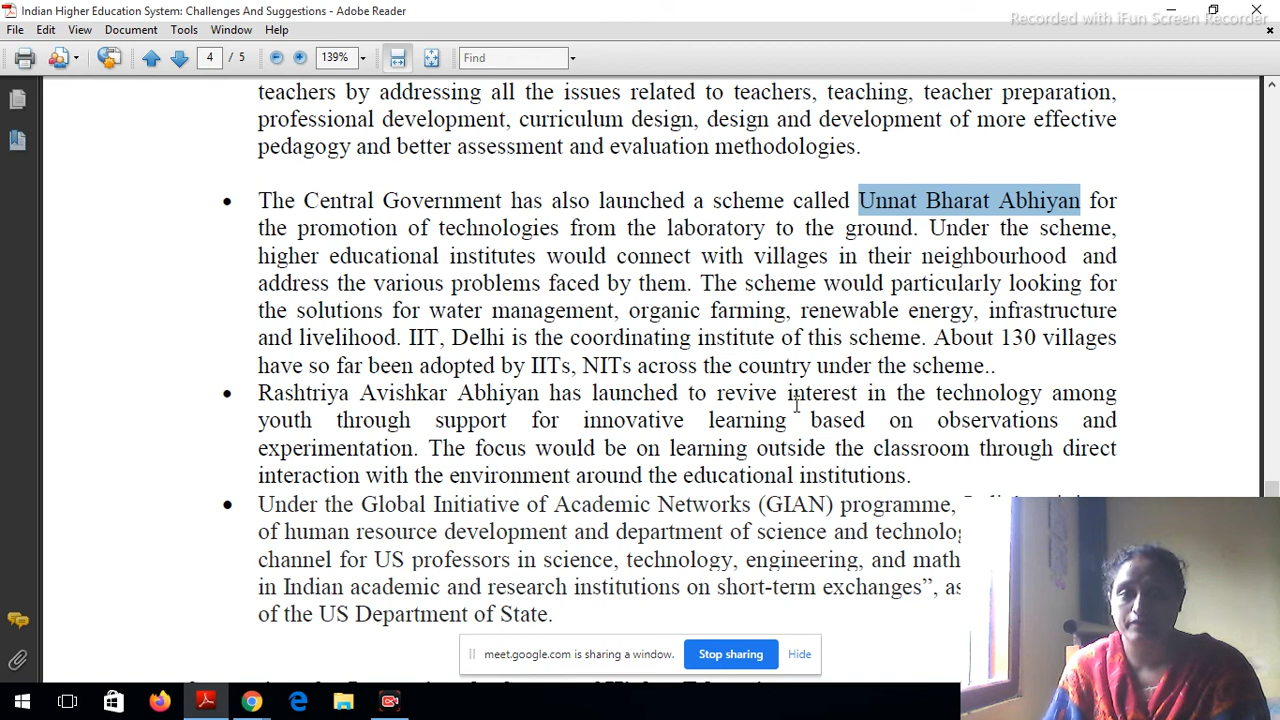 Indian Higher Education System: Challenges And Suggestions - Adobe Reader
Recorded with iFun Screen Recorder
File Edit View Document Tools Window Help
4 / 5 139% Find
teachers by addressing all the issues related to teachers, teaching, teacher preparation,
professional development, curriculum design, design and development of more effective
pedagogy and better assessment and evaluation methodologies.
• The Central Government has also launched a scheme called Unnat Bharat Abhiyan for
the promotion of technologies from the laboratory to the ground. Under the scheme,
higher educational institutes would connect with villages in their neighbourhood and
address the various problems faced by them. The scheme would particularly looking for
the solutions for water management, organic farming, renewable energy, infrastructure
and livelihood. IIT, Delhi is the coordinating institute of this scheme. About 130 villages
have so far been adopted by IITs, NITs across the country under the scheme..
• Rashtriya Avishkar Abhiyan has launched to revive interest in the technology among
youth through support for innovative learning based on observations and
experimentation. The focus would be on learning outside the classroom through direct
interaction with the environment around the educational institutions.
• Under the Global Initiative of Academic Networks (GIAN) programme,
of human resource development and department of science and technolo
channel for US professors in science, technology, engineering, and math
in Indian academic and research institutions on short-term exchanges”, as
of the US Department of State.
meet.google.com is sharing a window. Stop sharing Hide